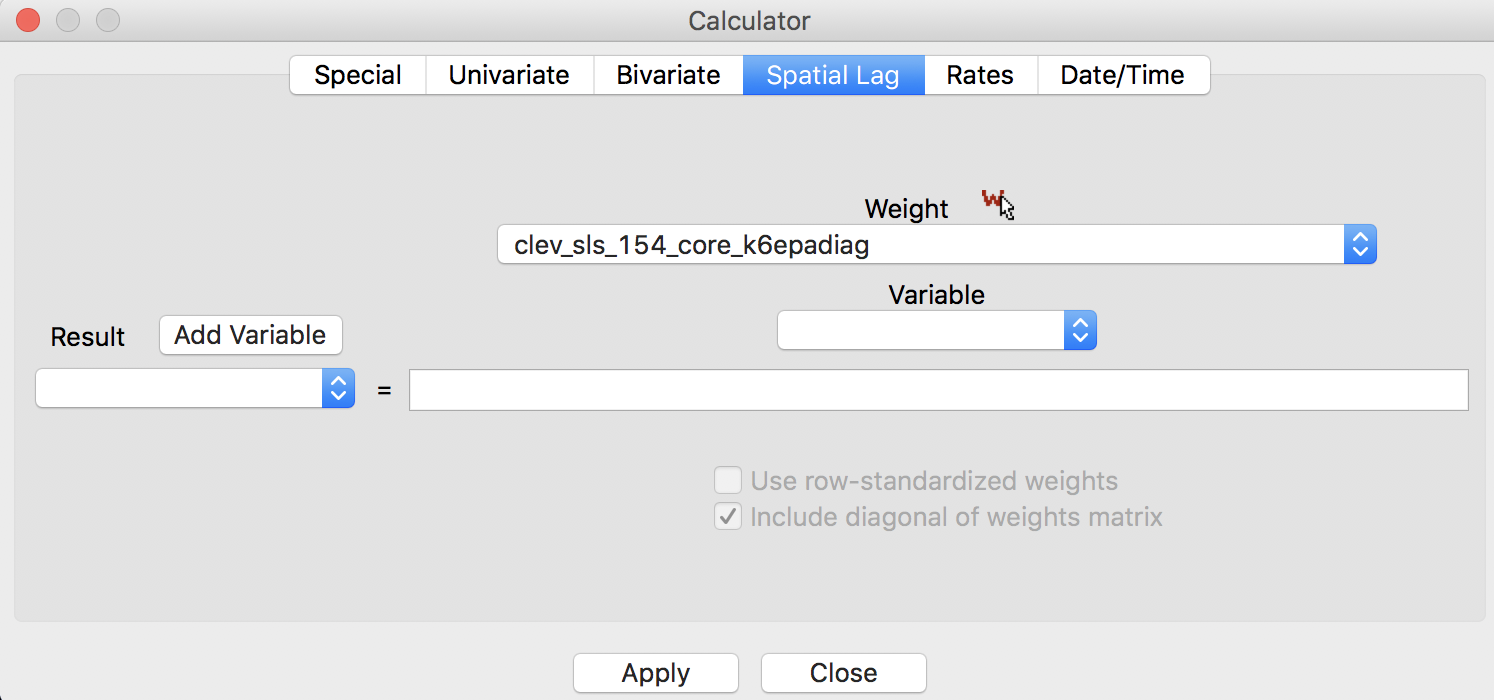 Calculator
Special Univariate Bivariate Spatial Lag Rates Date/Time
Weight W
clev_sls_154_core_k6epadiag
Variable
Result Add Variable
=
Use row-standardized weights
Include diagonal of weights matrix
Apply Close